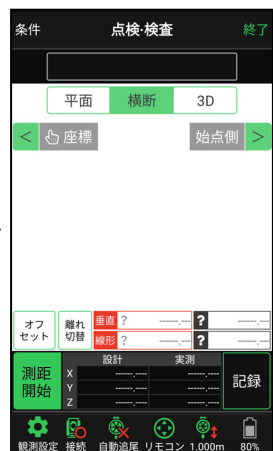 条件 点検·検査 終了
平面 横断 3D
< 座標 始点側 >
オフセット 離れ切替 垂直 ? -----.--- ?
線形 ? -----.--- ?
設計 実測
測距開始 X -----.--- -----.--- 記録
Y -----.--- -----.---
Z -----.--- -----.---
観測設定 接続 自動追尾 リモコン 1.000m 80%